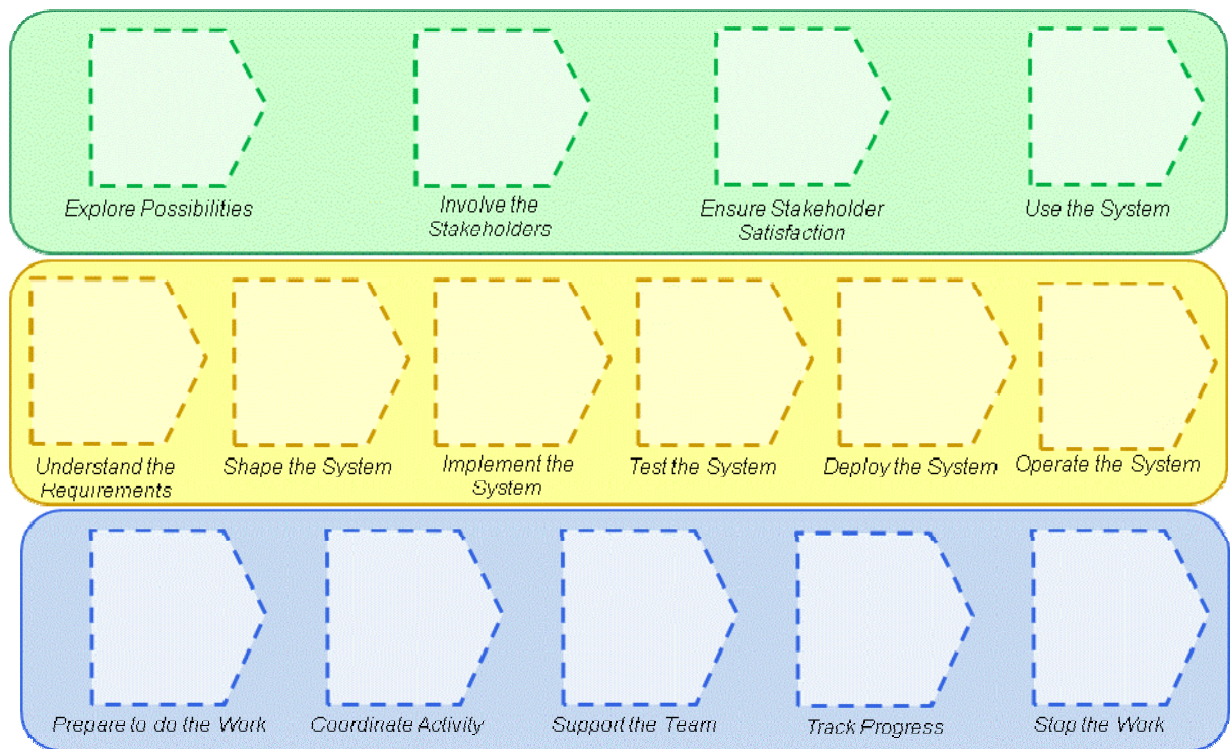 Explore Possibilities
Involve the
Stakeholders
Ensure Stakeholder
Satisfaction
Use the System
Understand the
Requirements
Shape the System
Implement the
System
Test the System
Deploy the System
Operate the System
Prepare to do the Work
Coordinate Activity
Support the Team
Track Progress
Stop the Work